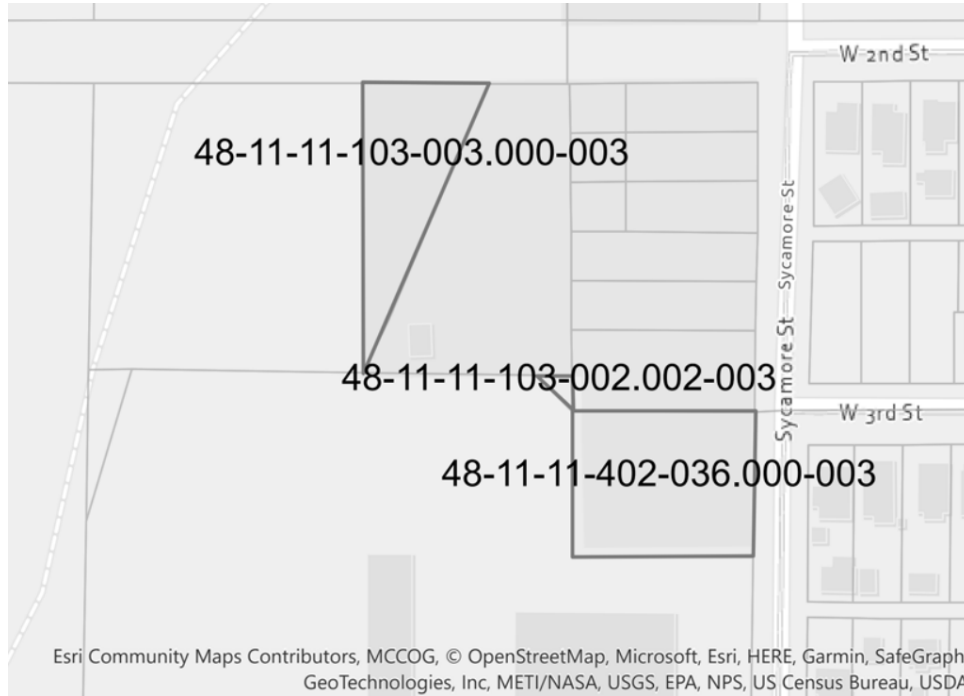 W 2nd St
48-11-11-103-003.000-003
Sycamore St
48-11-11-103-002.002-003
Sycamore St
W 3rd St
48-11-11-402-036.000-003
Esri Community Maps Contributors, MCCOG, © OpenStreetMap, Microsoft, Esri, HERE, Garmin, SafeGraph
GeoTechnologies, Inc, METI/NASA, USGS, EPA, NPS, US Census Bureau, USDA